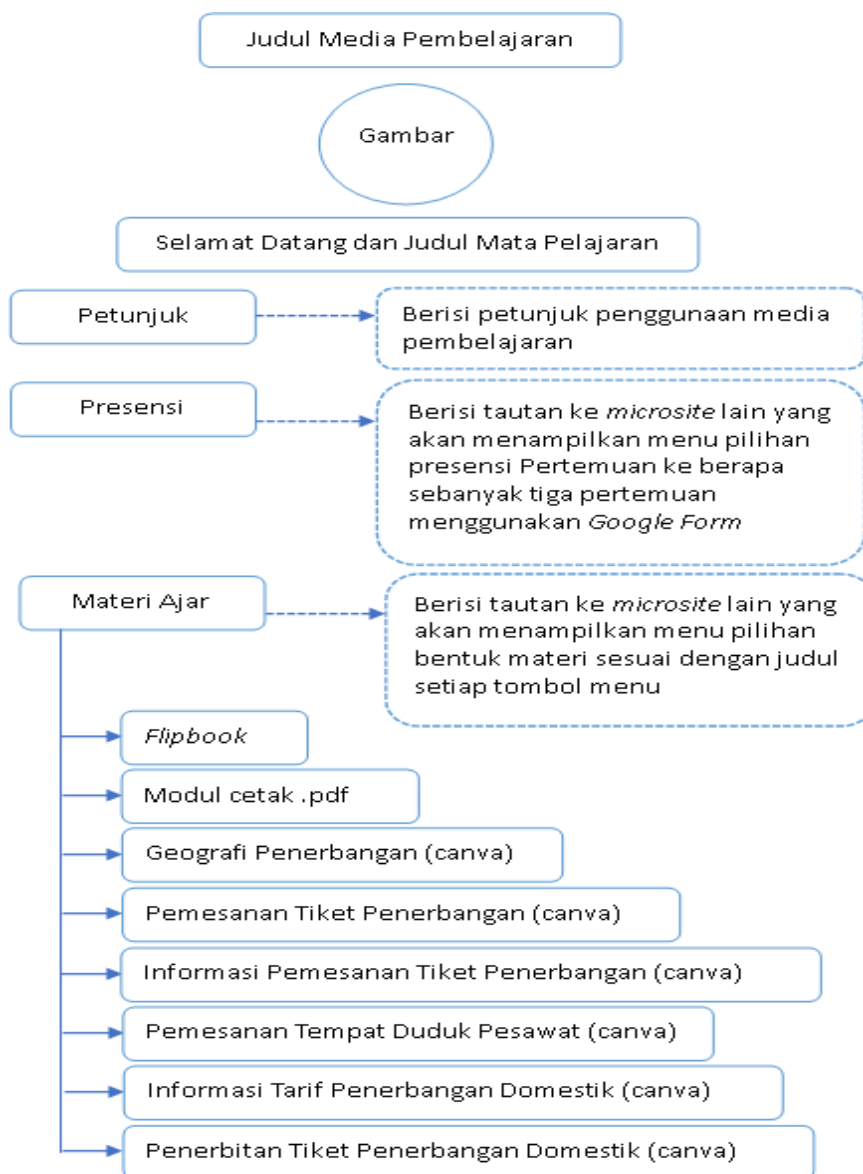 Judul Media Pembelajaran
Gambar
Selamat Datang dan Judul Mata Pelajaran
Petunjuk
Berisi petunjuk penggunaan media
pembelajaran
Presensi
Berisi tautan ke microsite lain yang
akan menampilkan menu pilihan
presensi Pertemuan ke berapa
sebanyak tiga pertemuan
menggunakan Google Form
Materi Ajar
Berisi tautan ke microsite lain yang
akan menampilkan menu pilihan
bentuk materi sesuai dengan judul
setiap tombol menu
Flipbook
Modul cetak .pdf
Geografi Penerbangan (canva)
Pemesanan Tiket Penerbangan (canva)
Informasi Pemesanan Tiket Penerbangan (canva)
Pemesanan Tempat Duduk Pesawat (canva)
Informasi Tarif Penerbangan Domestik (canva)
Penerbitan Tiket Penerbangan Domestik (canva)